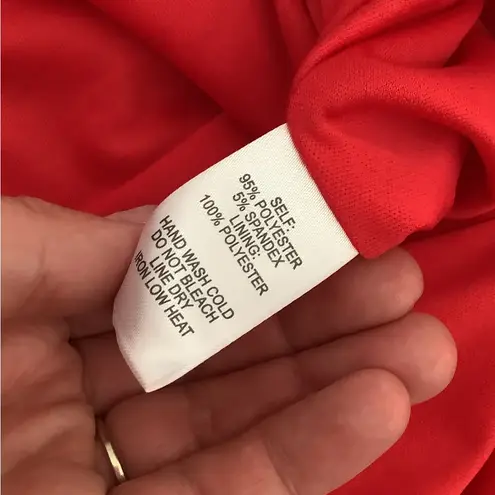 SELF:
95% POLYESTER
5% SPANDEX
LINING:
100% POLYESTER
HAND WASH COLD
DO NOT BLEACH
LINE DRY
IRON LOW HEAT